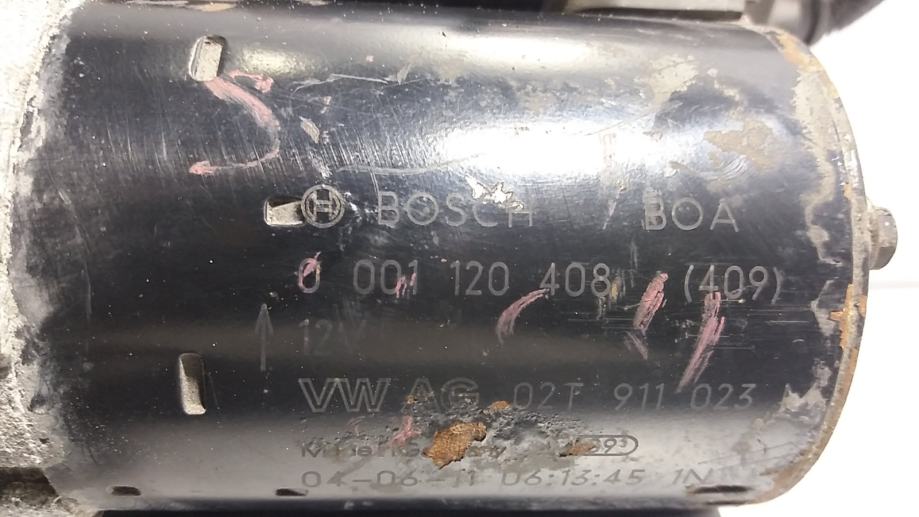 BOSCH BOA
0 001 120 408 (409)
12V
VW AG 02T 911 023
04-06-11 06:13:45 1N